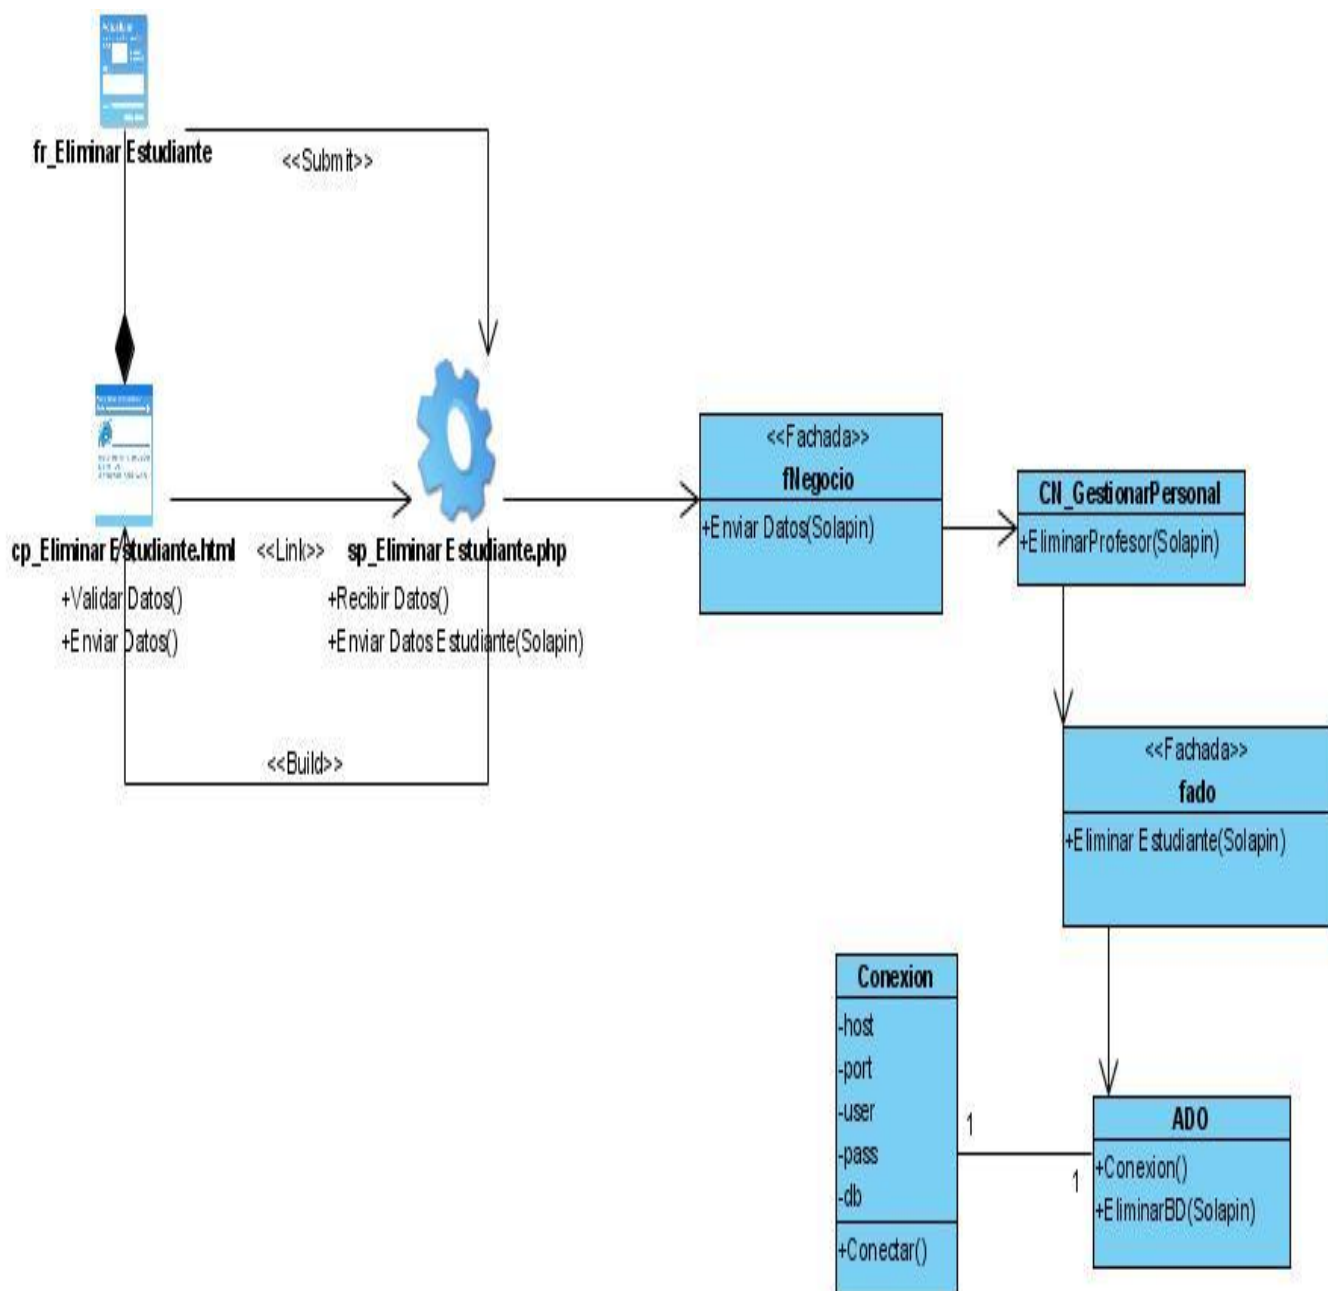 fr_Eliminar Estudiante
<<Submit>>
cp_Eliminar Estudiante.html
+Validar Datos()
+Enviar Datos()
<<Link>>
sp_Eliminar Estudiante.php
+Recibir Datos()
+Enviar Datos Estudiante(Solapin)
<<Build>>
<<Fachada>>
fNegocio
+Enviar Datos(Solapin)
CN_GestionarPersonal
+EliminarProfesor(Solapin)
<<Fachada>>
fado
+Eliminar Estudiante(Solapin)
Conexion
-host
-port
-user
-pass
-db
+Conectar()
1
1
ADO
+Conexion()
+EliminarBD(Solapin)